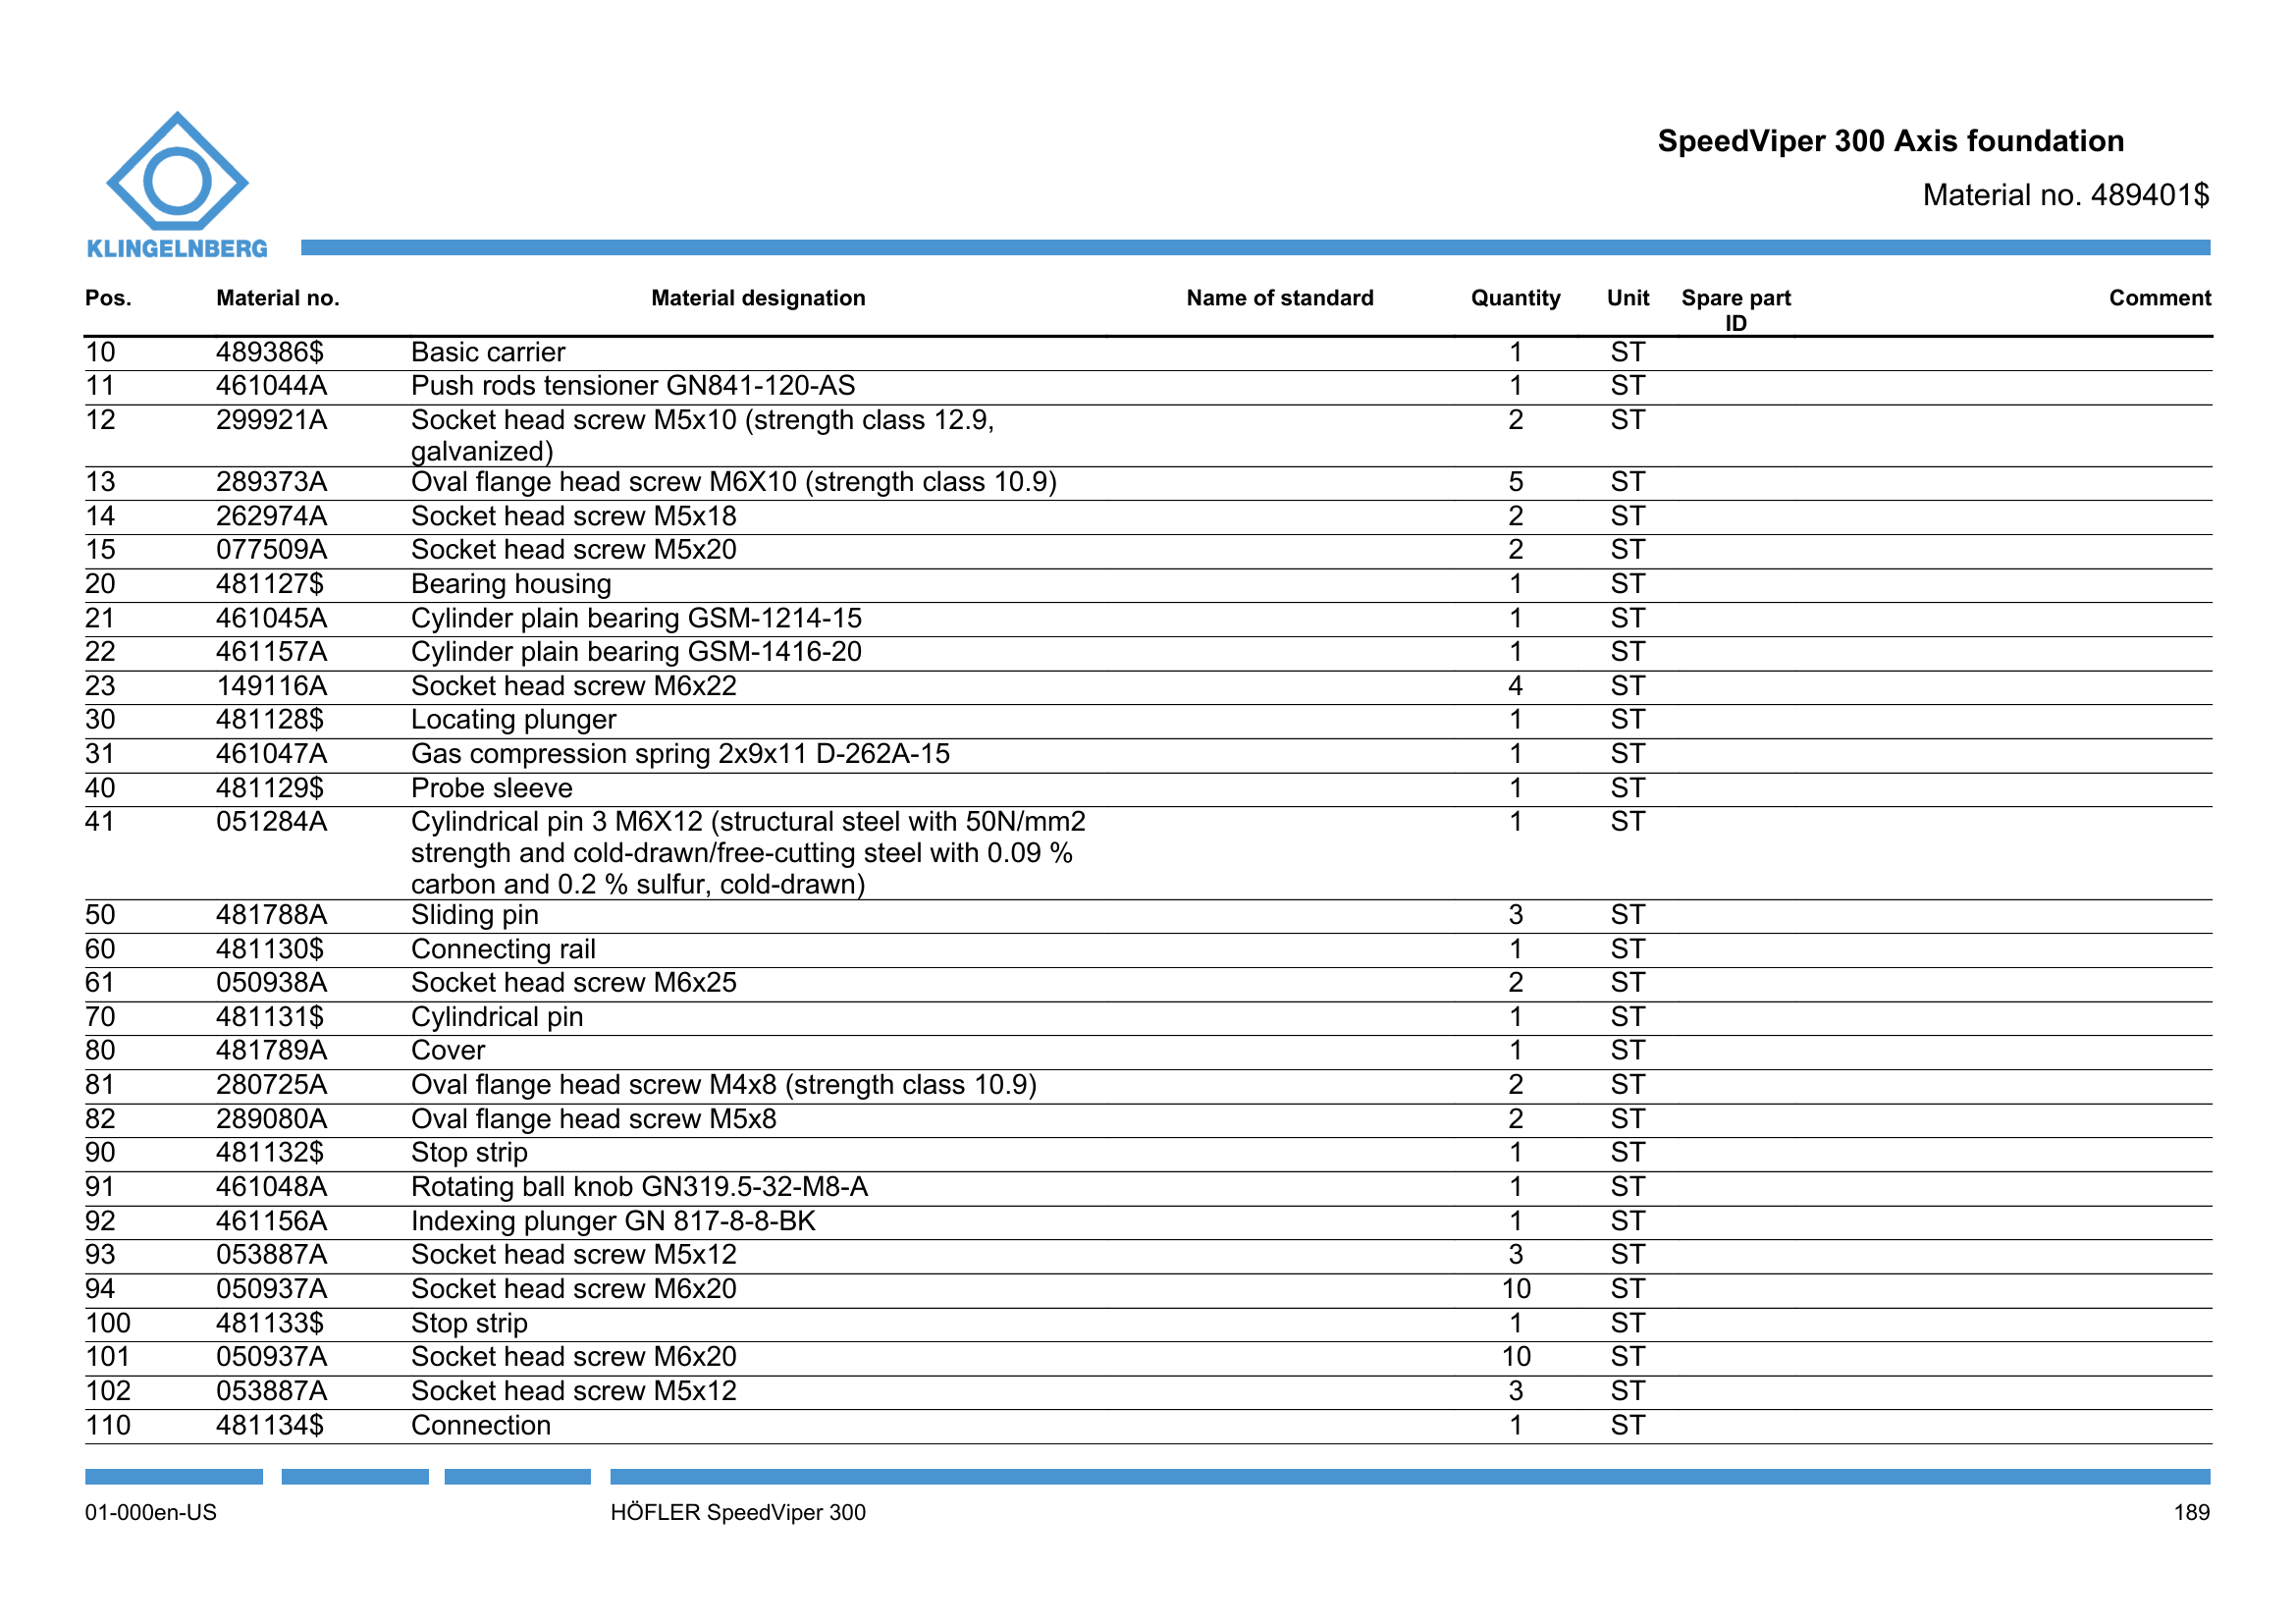 SpeedViper 300 Axis foundation
Material no. 489401$
KLINGELNBERG
Pos. Material no. Material designation Name of standard Quantity Unit Spare part Comment
ID
10 489386$ Basic carrier 1 ST
11 461044A Push rods tensioner GN841-120-AS 1 ST
12 299921A Socket head screw M5x10 (strength class 12.9, 2 ST
galvanized)
13 289373A Oval flange head screw M6X10 (strength class 10.9) 5 ST
14 262974A Socket head screw M5x18 2 ST
15 077509A Socket head screw M5x20 2 ST
20 481127$ Bearing housing 1 ST
21 461045A Cylinder plain bearing GSM-1214-15 1 ST
22 461157A Cylinder plain bearing GSM-1416-20 1 ST
23 149116A Socket head screw M6x22 4 ST
30 481128$ Locating plunger 1 ST
31 461047A Gas compression spring 2x9x11 D-262A-15 1 ST
40 481129$ Probe sleeve 1 ST
41 051284A Cylindrical pin 3 M6X12 (structural steel with 50N/mm2 1 ST
strength and cold-drawn/free-cutting steel with 0.09 %
carbon and 0.2 % sulfur, cold-drawn)
50 481788A Sliding pin 3 ST
60 481130$ Connecting rail 1 ST
61 050938A Socket head screw M6x25 2 ST
70 481131$ Cylindrical pin 1 ST
80 481789A Cover 1 ST
81 280725A Oval flange head screw M4x8 (strength class 10.9) 2 ST
82 289080A Oval flange head screw M5x8 2 ST
90 481132$ Stop strip 1 ST
91 461048A Rotating ball knob GN319.5-32-M8-A 1 ST
92 461156A Indexing plunger GN 817-8-8-BK 1 ST
93 053887A Socket head screw M5x12 3 ST
94 050937A Socket head screw M6x20 10 ST
100 481133$ Stop strip 1 ST
101 050937A Socket head screw M6x20 10 ST
102 053887A Socket head screw M5x12 3 ST
110 481134$ Connection 1 ST
01-000en-US HÖFLER SpeedViper 300 189